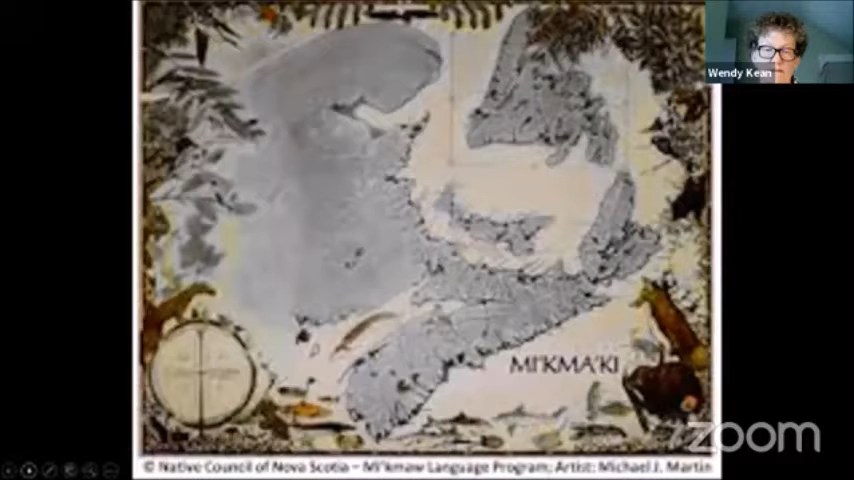 Wendy Kean
MI'KMA'KI
zoom
© Native Council of Nova Scotia – Mi'kmaw Language Program; Artist: Michael J. Martin